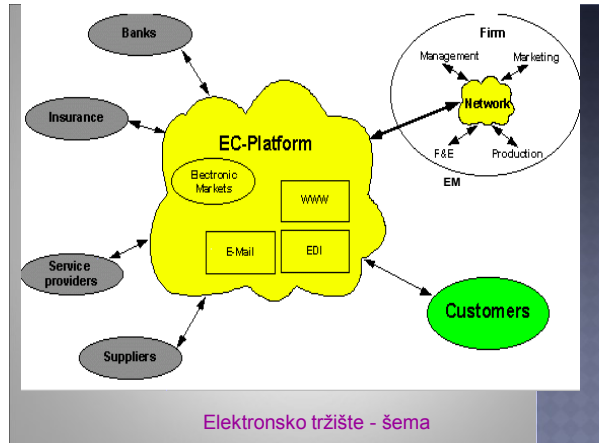 Banks
Firm
Management
Marketing
Network
Insurance
EC-Platform
F&E
Production
EM
Electronic
Markets
WWW
E-Mail
EDI
Service
providers
Customers
Suppliers
Elektronsko tržište - šema